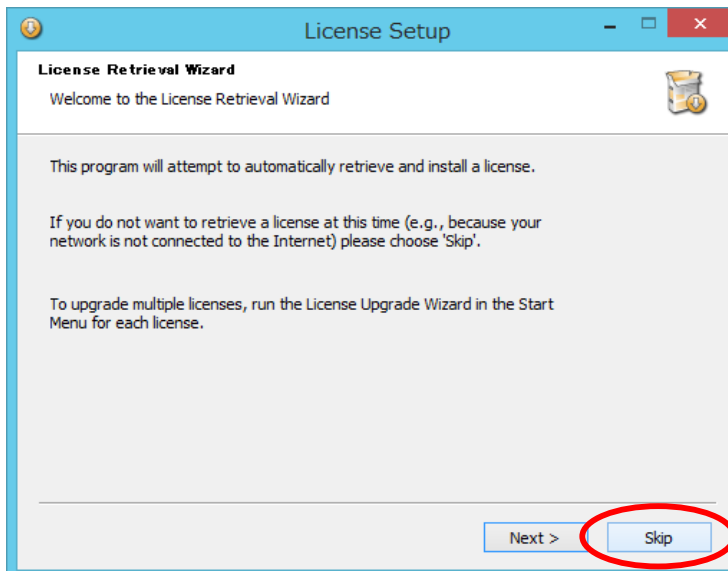 License Setup
License Retrieval Wizard
Welcome to the License Retrieval Wizard
This program will attempt to automatically retrieve and install a license.
If you do not want to retrieve a license at this time (e.g., because your
network is not connected to the Internet) please choose 'Skip'.
To upgrade multiple licenses, run the License Upgrade Wizard in the Start
Menu for each license.
Next >
Skip